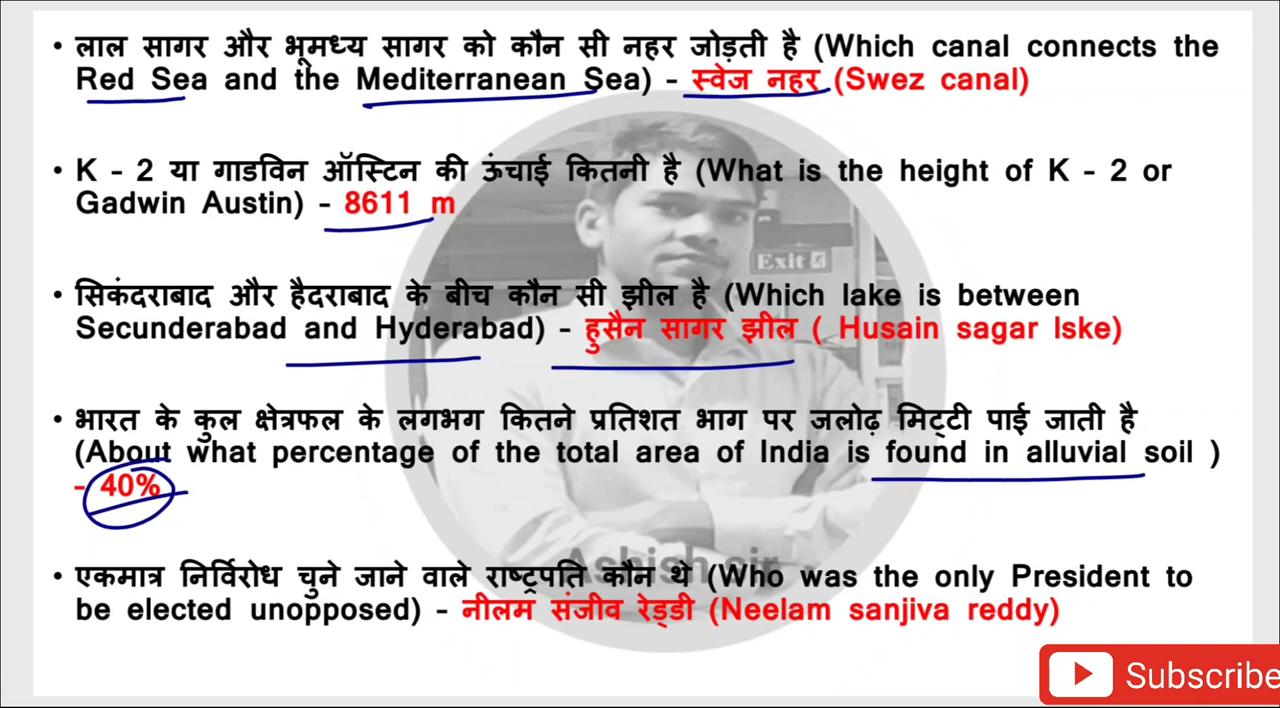 • लाल सागर और भूमध्य सागर को कौन सी नहर जोड़ती है (Which canal connects the
Red Sea and the Mediterranean Sea) - स्वेज नहर (Swez canal)
• K - 2 या गाडविन ऑस्टिन की ऊंचाई कितनी है (What is the height of K - 2 or
Gadwin Austin) - 8611 m
Exit
• सिकंदराबाद और हैदराबाद के बीच कौन सी झील है (Which lake is between
Secunderabad and Hyderabad) - हुसैन सागर झील ( Husain sagar lske)
• भारत के कुल क्षेत्रफल के लगभग कितने प्रतिशत भाग पर जलोढ़ मिट्टी पाई जाती है
(About what percentage of the total area of India is found in alluvial soil )
- 40%
Ashish sir
• एकमात्र निर्विरोध चुने जाने वाले राष्ट्रपति कौन थे (Who was the only President to
be elected unopposed) - नीलम संजीव रेड्डी (Neelam sanjiva reddy)
Subscribe